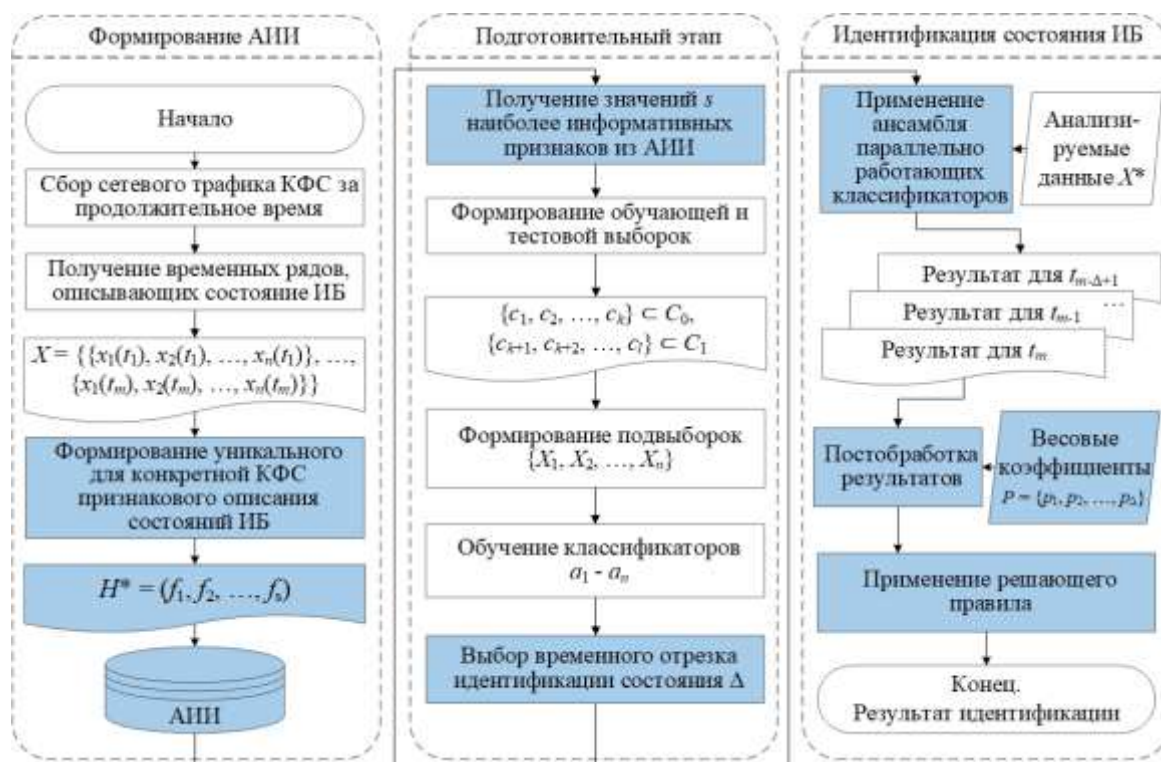 Формирование АИИ
Начало
Сбор сетевого трафика КФС за
продолжительное время
Получение временных рядов,
описывающих состояние ИБ
X = {{x₁(t₁), x₂(t₁), …, xₙ(t₁)}, …,
{x₁(tₘ), x₂(tₘ), …, xₙ(tₘ)}}
Формирование уникального
для конкретной КФС
признакового описания
состояний ИБ
H* = (f₁, f₂, …, fₛ)
АИИ
Подготовительный этап
Получение значений s
наиболее информативных
признаков из АИИ
Формирование обучающей и
тестовой выборок
{c₁, c₂, …, cₖ} ⊂ C₀,
{cₖ₊₁, cₖ₊₂, …, cₗ} ⊂ C₁
Формирование подвыборок
{X₁, X₂, …, Xₙ}
Обучение классификаторов
a₁ - aₙ
Выбор временного отрезка
идентификации состояния Δ
Идентификация состояния ИБ
Применение
ансамбля
параллельно
работающих
классификаторов
Анализи-
руемые
данные X*
Результат для t_{m-Δ+1}
Результат для t_{m-1}
…
Результат для tₘ
Постобработка
результатов
Весовые
коэффициенты
P = {p₁, p₂, …, p_Δ}
Применение решающего
правила
Конец.
Результат идентификации